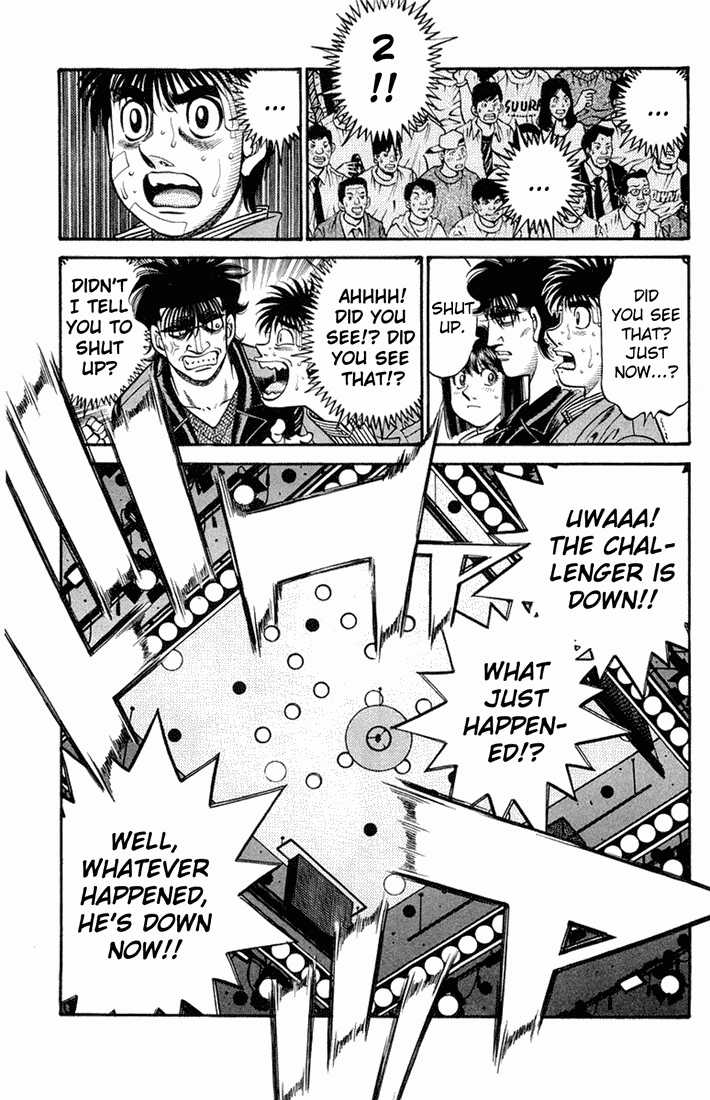 2
!!
...
...
...
DID
YOU SEE
THAT?
JUST
NOW...?
SHUT
UP.
AHHHH!
DID YOU
SEE!? DID
YOU SEE
THAT!?
DIDN'T
I TELL
YOU TO
SHUT
UP?
UWAAA!
THE CHAL-
LENGER IS
DOWN!!
WHAT
JUST
HAPPEN-
ED!?
WELL,
WHATEVER
HAPPENED,
HE'S DOWN
NOW!!